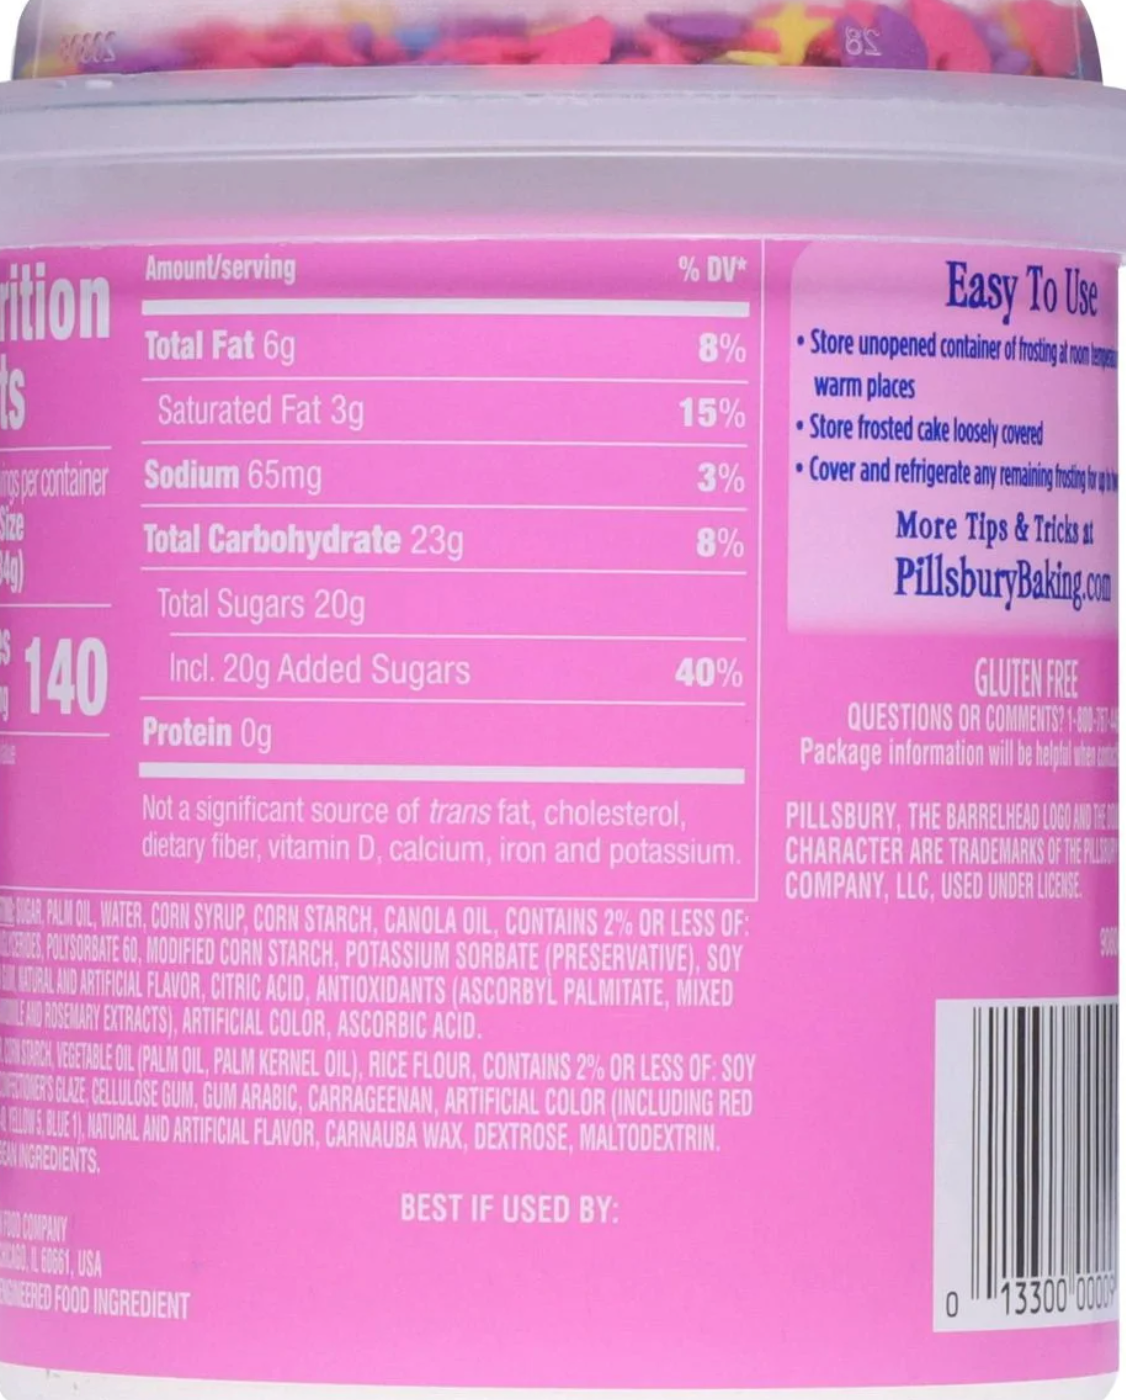 28
rition
ts
ings per container
Size
34g)
140
Amount/serving % DV*
Total Fat 6g 8%
Saturated Fat 3g 15%
Sodium 65mg 3%
Total Carbohydrate 23g 8%
Total Sugars 20g
Incl. 20g Added Sugars 40%
Protein 0g
Not a significant source of trans fat, cholesterol,
dietary fiber, vitamin D, calcium, iron and potassium.
SUGAR, PALM OIL, WATER, CORN SYRUP, CORN STARCH, CANOLA OIL, CONTAINS 2% OR LESS OF:
POLYSORBATE 60, MODIFIED CORN STARCH, POTASSIUM SORBATE (PRESERVATIVE), SOY
NATURAL AND ARTIFICIAL FLAVOR, CITRIC ACID, ANTIOXIDANTS (ASCORBYL PALMITATE, MIXED
AND ROSEMARY EXTRACTS), ARTIFICIAL COLOR, ASCORBIC ACID.
CORN STARCH, VEGETABLE OIL (PALM OIL, PALM KERNEL OIL), RICE FLOUR, CONTAINS 2% OR LESS OF: SOY
GLAZE, CELLULOSE GUM, GUM ARABIC, CARRAGEENAN, ARTIFICIAL COLOR (INCLUDING RED
YELLOW 5, BLUE 1), NATURAL AND ARTIFICIAL FLAVOR, CARNAUBA WAX, DEXTROSE, MALTODEXTRIN.
INGREDIENTS.
FOOD COMPANY
CHICAGO, IL 60661, USA
ENGINEERED FOOD INGREDIENT
BEST IF USED BY:
Easy To Use
• Store unopened container of frosting at room
warm places
• Store frosted cake loosely covered
• Cover and refrigerate any remaining frosting for up
More Tips & Tricks at
PillsburyBaking.com
GLUTEN FREE
QUESTIONS OR COMMENTS? 1-800-767-
Package information will be helpful when
PILLSBURY, THE BARRELHEAD LOGO AND THE
CHARACTER ARE TRADEMARKS OF THE PILLSBURY
COMPANY, LLC, USED UNDER LICENSE.
0 13300 00009